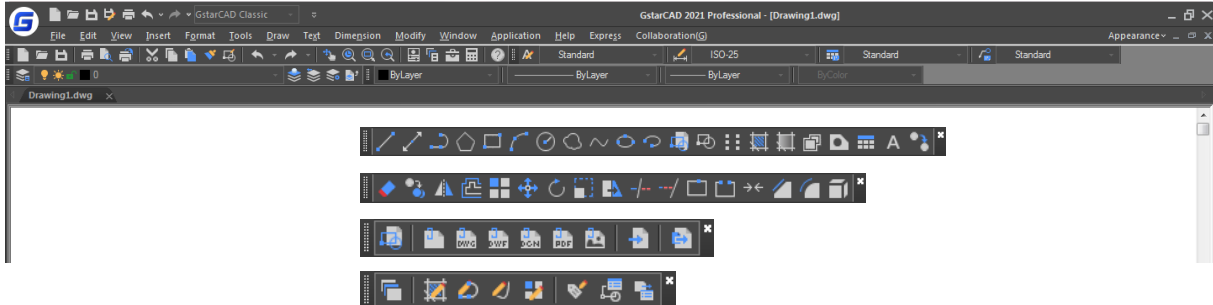 GstarCAD Classic GstarCAD 2021 Professional - [Drawing1.dwg]
File Edit View Insert Format Tools Draw Text Dimension Modify Window Application Help Express Collaboration(G) Appearance
Standard ISO-25 Standard Standard
0 ByLayer ByLayer ByLayer ByColor
Drawing1.dwg
A
DWG DWF DGN PDF